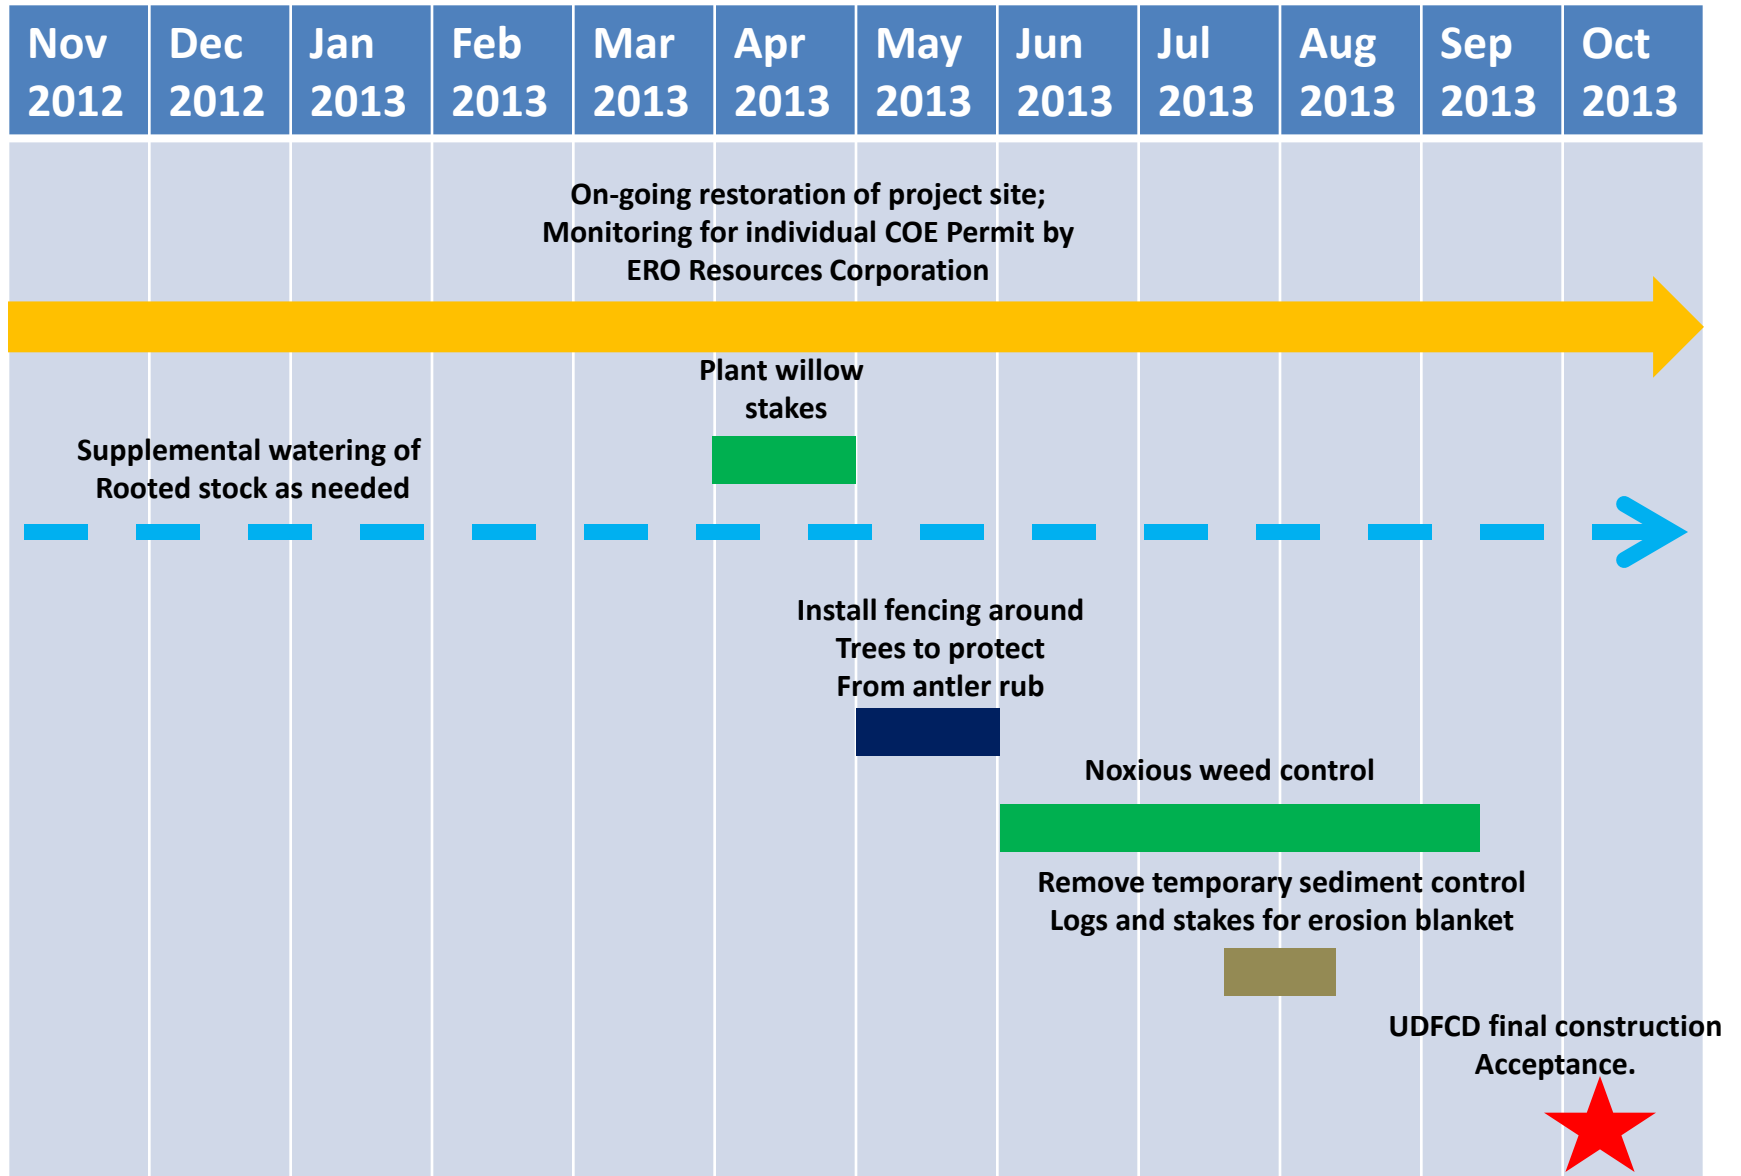 Nov Dec Jan Feb Mar Apr May Jun Jul Aug Sep Oct
2012 2012 2013 2013 2013 2013 2013 2013 2013 2013 2013 2013
On-going restoration of project site;
Monitoring for individual COE Permit by
ERO Resources Corporation
Plant willow
stakes
Supplemental watering of
Rooted stock as needed
Install fencing around
Trees to protect
From antler rub
Noxious weed control
Remove temporary sediment control
Logs and stakes for erosion blanket
UDFCD final construction
Acceptance.